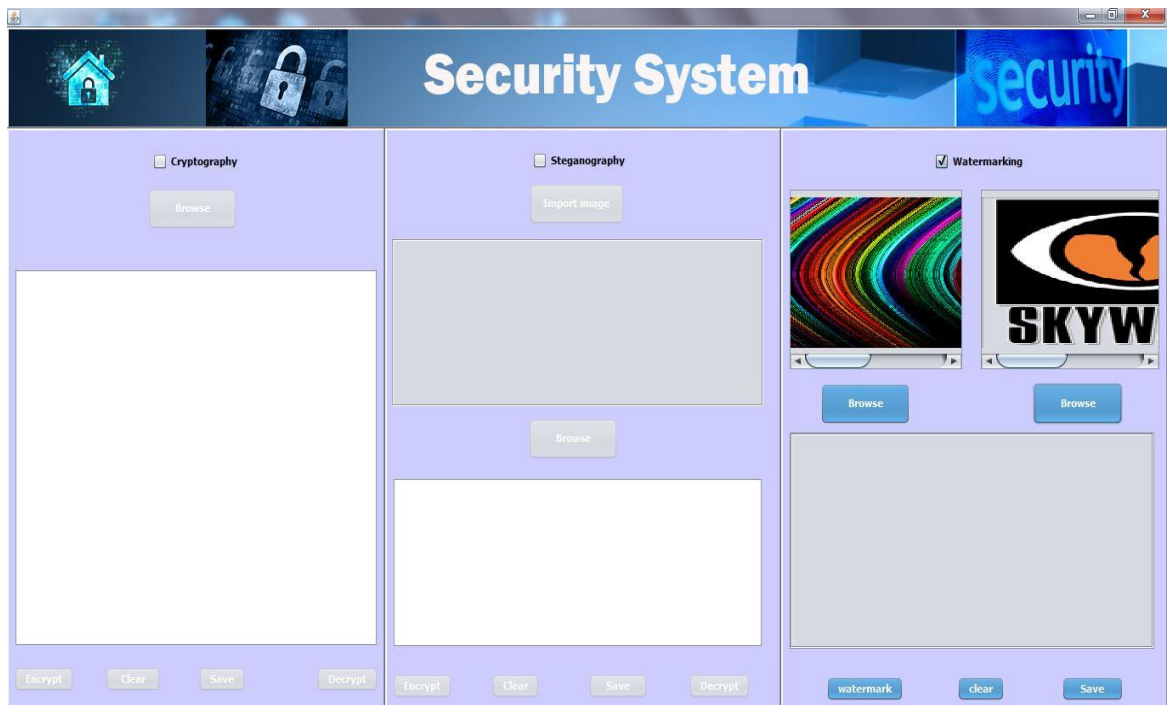 Security System
security
Cryptography
Browse
Encrypt
Clear
Save
Decrypt
Steganography
Import image
Browse
Encrypt
Clear
Save
Decrypt
Watermarking
SKYW
Browse
Browse
watermark
clear
Save